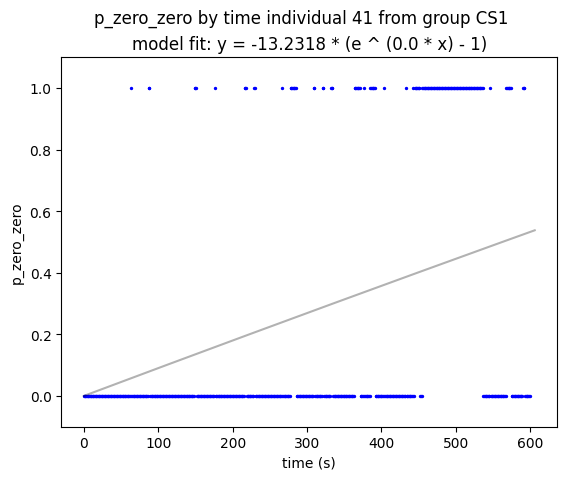 p_zero_zero by time individual 41 from group CS1
model fit: y = -13.2318 * (e ^ (0.0 * x) - 1)
1.0
0.8
0.6
0.4
0.2
0.0
p_zero_zero
0 100 200 300 400 500 600
time (s)